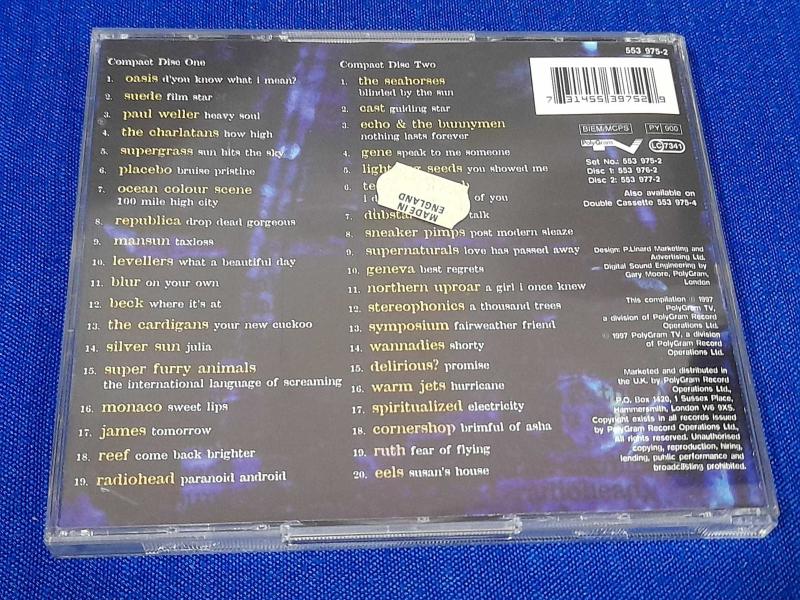 Compact Disc One
1. oasis d'you know what i mean?
2. suede film star
3. paul weller heavy soul
4. the charlatans how high
5. supergrass sun hits the sky
6. placebo bruise pristine
7. ocean colour scene
100 mile high city
8. republica drop dead gorgeous
9. mansun taxloss
10. levellers what a beautiful day
11. blur on your own
12. beck where it's at
13. the cardigans your new cuckoo
14. silver sun julia
15. super furry animals
the international language of screaming
16. monaco sweet lips
17. james tomorrow
18. reef come back brighter
19. radiohead paranoid android
Compact Disc Two
1. the seahorses
blinded by the sun
2. cast guiding star
3. echo & the bunnymen
nothing lasts forever
4. gene speak to me someone
5. seeds you showed me
6.
of you
7. talk
8. sneaker pimps post modern sleaze
9. supernaturals love has passed away
10. geneva best regrets
11. northern uproar a girl i once knew
12. stereophonics a thousand trees
13. symposium fairweather friend
14. wannadies shorty
15. delirious? promise
16. warm jets hurricane
17. spiritualized electricity
18. cornershop brimful of asha
19. ruth fear of flying
20. eels susan's house
MADE IN
ENGLAND
553 975-2
7 31455 39752 9
BIEM/MCPS
PY 900
PolyGram
LC 7341
Set No.: 553 975-2
Disc 1: 553 976-2
Disc 2: 553 977-2
Also available on
Double Cassette 553 975-4
Design: P.Linard Marketing and
Advertising Ltd.
Digital Sound Engineering by
Gary Moore, PolyGram,
London
This compilation ℗ 1997
PolyGram TV,
a division of PolyGram Record
Operations Ltd.
© 1997 PolyGram TV, a division
of PolyGram Record
Operations Ltd.
Marketed and distributed in
the U.K. by PolyGram Record
Operations Ltd.,
P.O. Box 1420, 1 Sussex Place,
Hammersmith, London W6 9XS.
Copyright exists in all records issued
by PolyGram Record Operations Ltd.
All rights reserved. Unauthorised
copying, reproduction, hiring,
lending, public performance and
broadcasting prohibited.